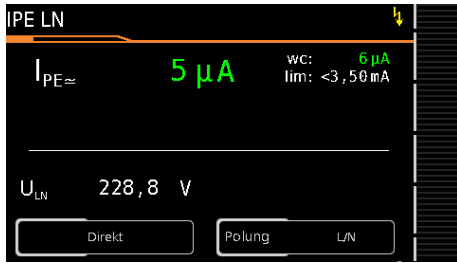 IPE LN
wc: 6 µA
IPE≃ 5 µA lim: <3,50mA
ULN 228,8 V
Direkt Polung L/N